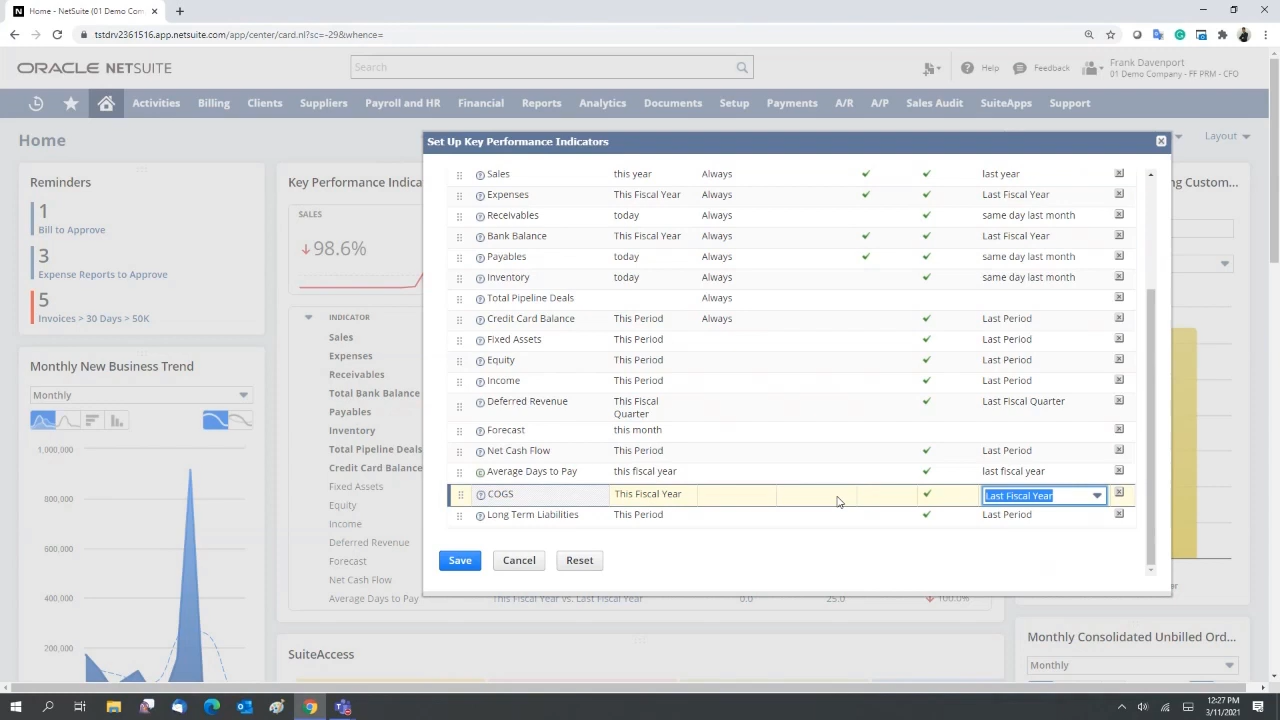 Home - NetSuite (01 Demo Com
tstdrv2361516.app.netsuite.com/app/center/card.nl?sc=-29&whence=
ORACLE NETSUITE
Search
Help
Feedback
Frank Davenport
01 Demo Company - FF PRM - CFO
Activities Billing Clients Suppliers Payroll and HR Financial Reports Analytics Documents Setup Payments A/R A/P Sales Audit SuiteApps Support
Home
Layout
Reminders
1
Bill to Approve
3
Expense Reports to Approve
5
Invoices > 30 Days > 50K
Monthly New Business Trend
Monthly
1,000,000
800,000
600,000
400,000
200,000
Key Performance Indica
SALES
98.6%
INDICATOR
Sales
Expenses
Receivables
Total Bank Balance
Payables
Inventory
Total Pipeline Deals
Credit Card Balance
Fixed Assets
Equity
Income
Deferred Revenue
Forecast
Net Cash Flow
Average Days to Pay This Fiscal Year vs. Last Fiscal Year 0.0 25.0 100.0%
SuiteAccess
Set Up Key Performance Indicators
Sales this year Always last year
Expenses This Fiscal Year Always Last Fiscal Year
Receivables today Always same day last month
Bank Balance This Fiscal Year Always Last Fiscal Year
Payables today Always same day last month
Inventory today Always same day last month
Total Pipeline Deals Always
Credit Card Balance This Period Always Last Period
Fixed Assets This Period Last Period
Equity This Period Last Period
Income This Period Last Period
Deferred Revenue This Fiscal Quarter Last Fiscal Quarter
Forecast this month
Net Cash Flow This Period Last Period
Average Days to Pay this fiscal year last fiscal year
COGS This Fiscal Year Last Fiscal Year
Long Term Liabilities This Period Last Period
Save Cancel Reset
ng Custom...
Monthly Consolidated Unbilled Ord...
Monthly
12:27 PM
3/11/2021